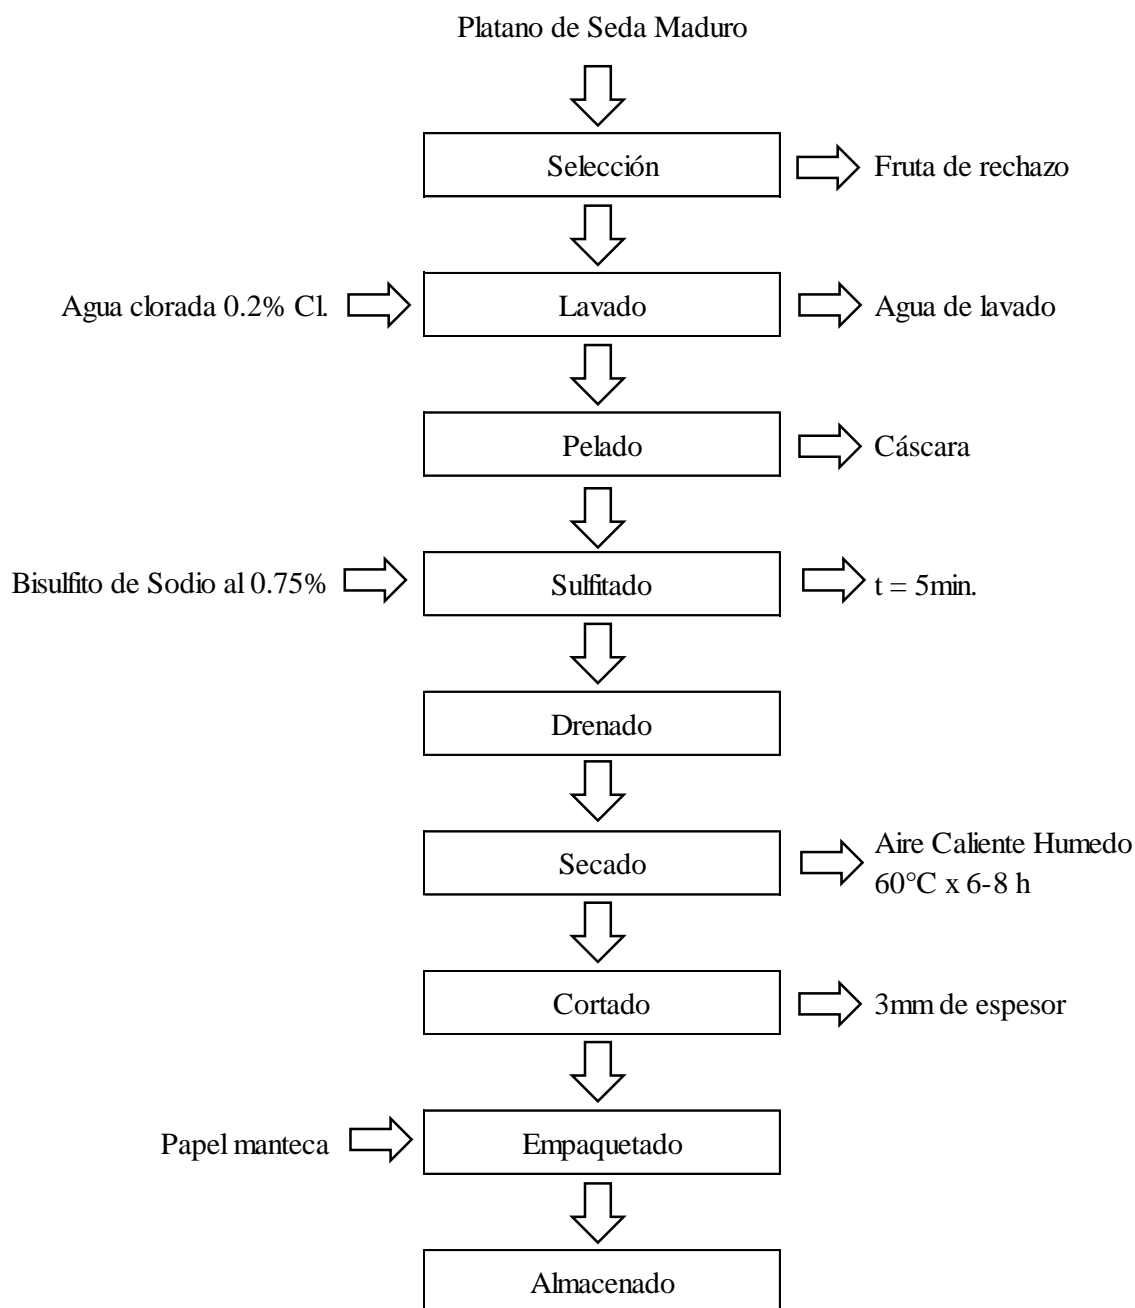 Platano de Seda Maduro
Selección
Fruta de rechazo
Agua clorada 0.2% Cl.
Lavado
Agua de lavado
Pelado
Cáscara
Bisulfito de Sodio al 0.75%
Sulfitado
t = 5min.
Drenado
Secado
Aire Caliente Humedo
60°C x 6-8 h
Cortado
3mm de espesor
Papel manteca
Empaquetado
Almacenado